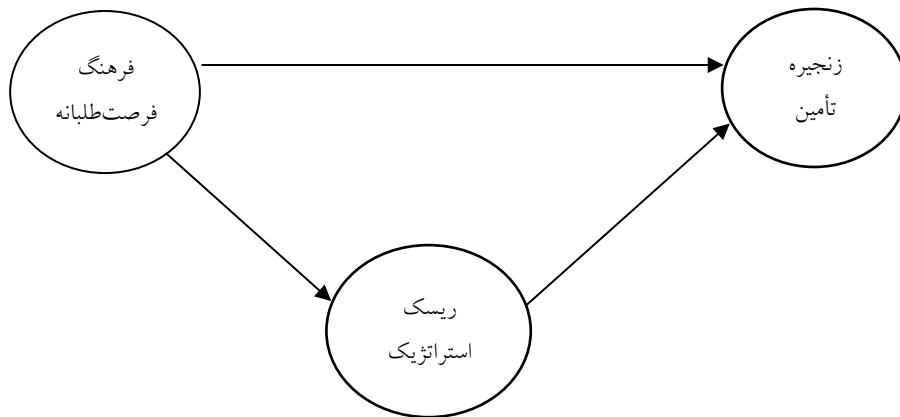 فرهنگ
فرصت‌طلبانه
زنجیره
تأمین
ریسک
استراتژیک